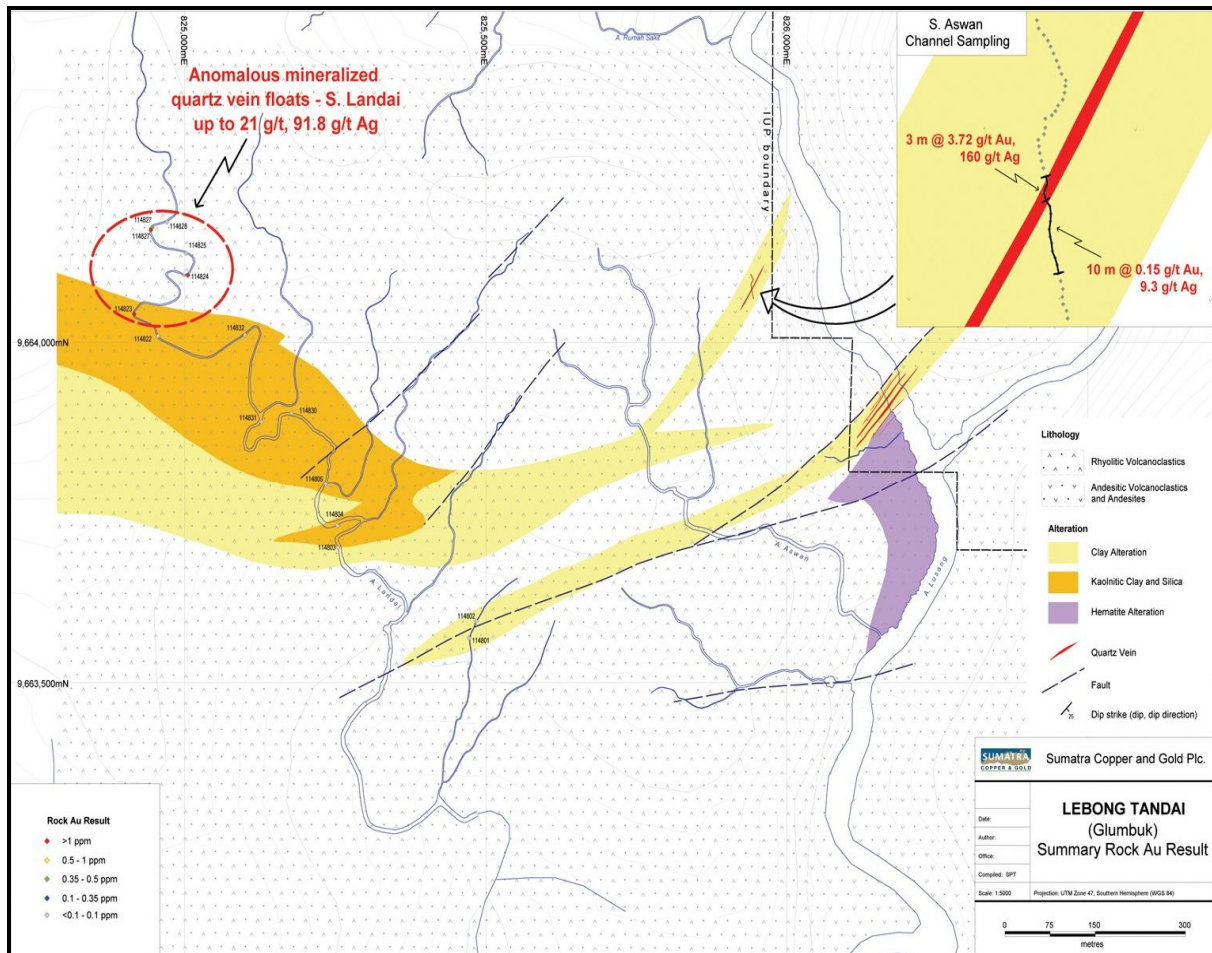 825,000mE
825,500mE
826,000mE
A. Rumah Sakit
Anomalous mineralized
quartz vein floats - S. Landai
up to 21 g/t, 91.8 g/t Ag
IUP boundary
S. Aswan
Channel Sampling
3 m @ 3.72 g/t Au,
160 g/t Ag
10 m @ 0.15 g/t Au,
9.3 g/t Ag
114827
114828
114827
114825
114824
114823
114822
114832
9,664,000mN
114831
114830
114805
114804
114803
A. Landai
A. Aswan
A. Lusang
114802
114801
9,663,500mN
Lithology
Rhyolitic Volcanoclastics
Andesitic Volcanoclastics
and Andesites
Alteration
Clay Alteration
Kaolnitic Clay and Silica
Hematite Alteration
Quartz Vein
Fault
25
Dip strike (dip, dip direction)
SUMATRA
COPPER & GOLD
Sumatra Copper and Gold Plc.
Date:
Author:
Office:
Compiled: SPT
LEBONG TANDAI
(Glumbuk)
Summary Rock Au Result
Scale: 1:5000
Projection: UTM Zone 47, Southern Hemisphere (WGS 84)
0 75 150 300
metres
Rock Au Result
>1 ppm
0.5 - 1 ppm
0.35 - 0.5 ppm
0.1 - 0.35 ppm
<0.1 - 0.1 ppm